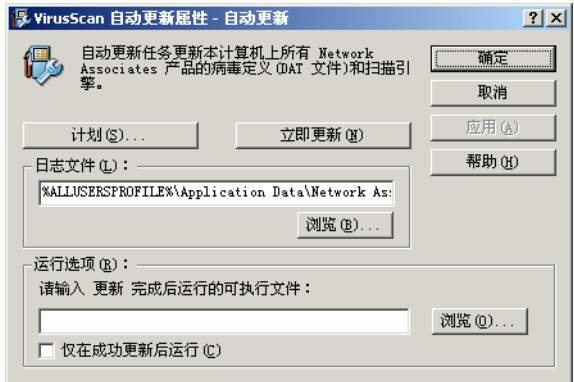 VirusScan 自动更新属性 - 自动更新
自动更新任务更新本计算机上所有 Network
Associates 产品的病毒定义(DAT 文件)和扫描引
擎。
确定
取消
计划(S)...
立即更新(N)
应用(A)
日志文件(L):
帮助(H)
%ALLUSERSPROFILE%\Application Data\Network As
浏览(B)...
运行选项(R):
请输入 更新 完成后运行的可执行文件:
浏览(O)...
仅在成功更新后运行(C)